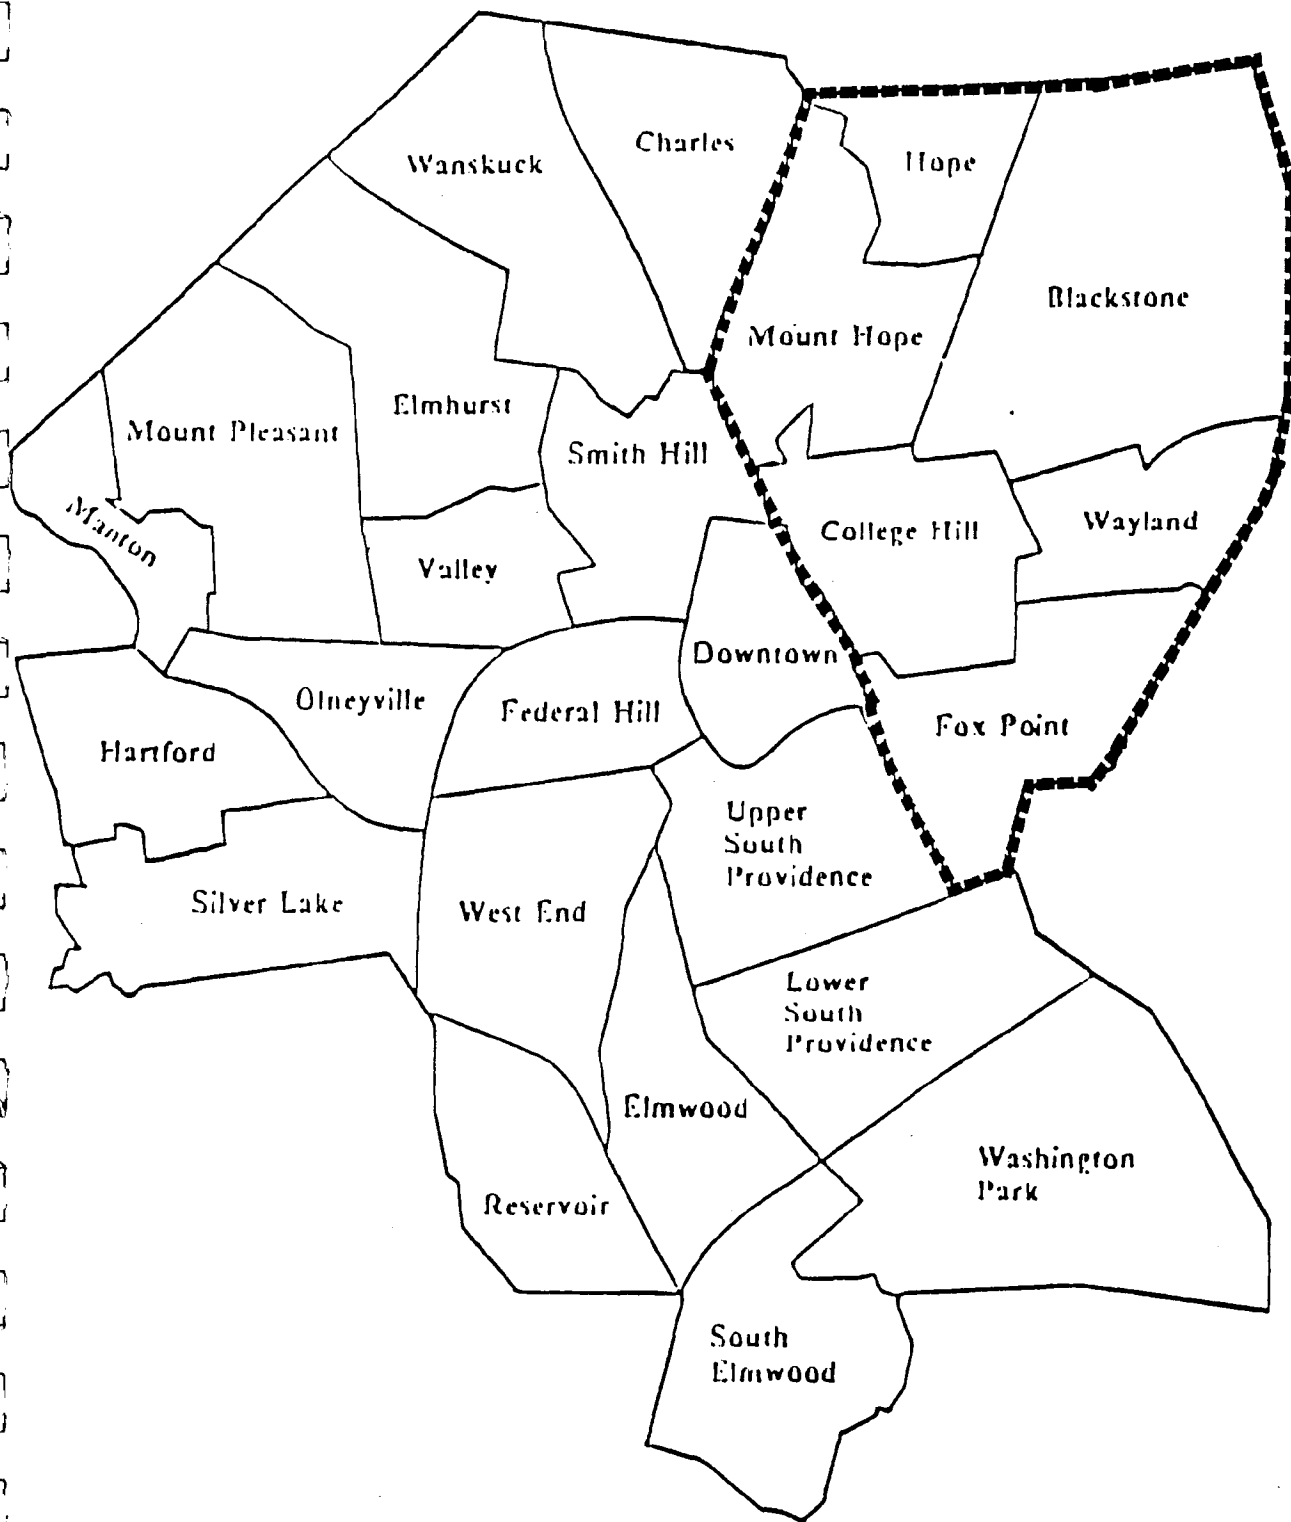 Charles
Wanskuck
Hope
Blackstone
Mount Hope
Elmhurst
Mount Pleasant
Smith Hill
Manton
College Hill
Wayland
Valley
Downtown
Olneyville
Federal Hill
Fox Point
Hartford
Upper
South
Providence
Silver Lake
West End
Lower
South
Providence
Elmwood
Washington
Park
Reservoir
South
Elmwood